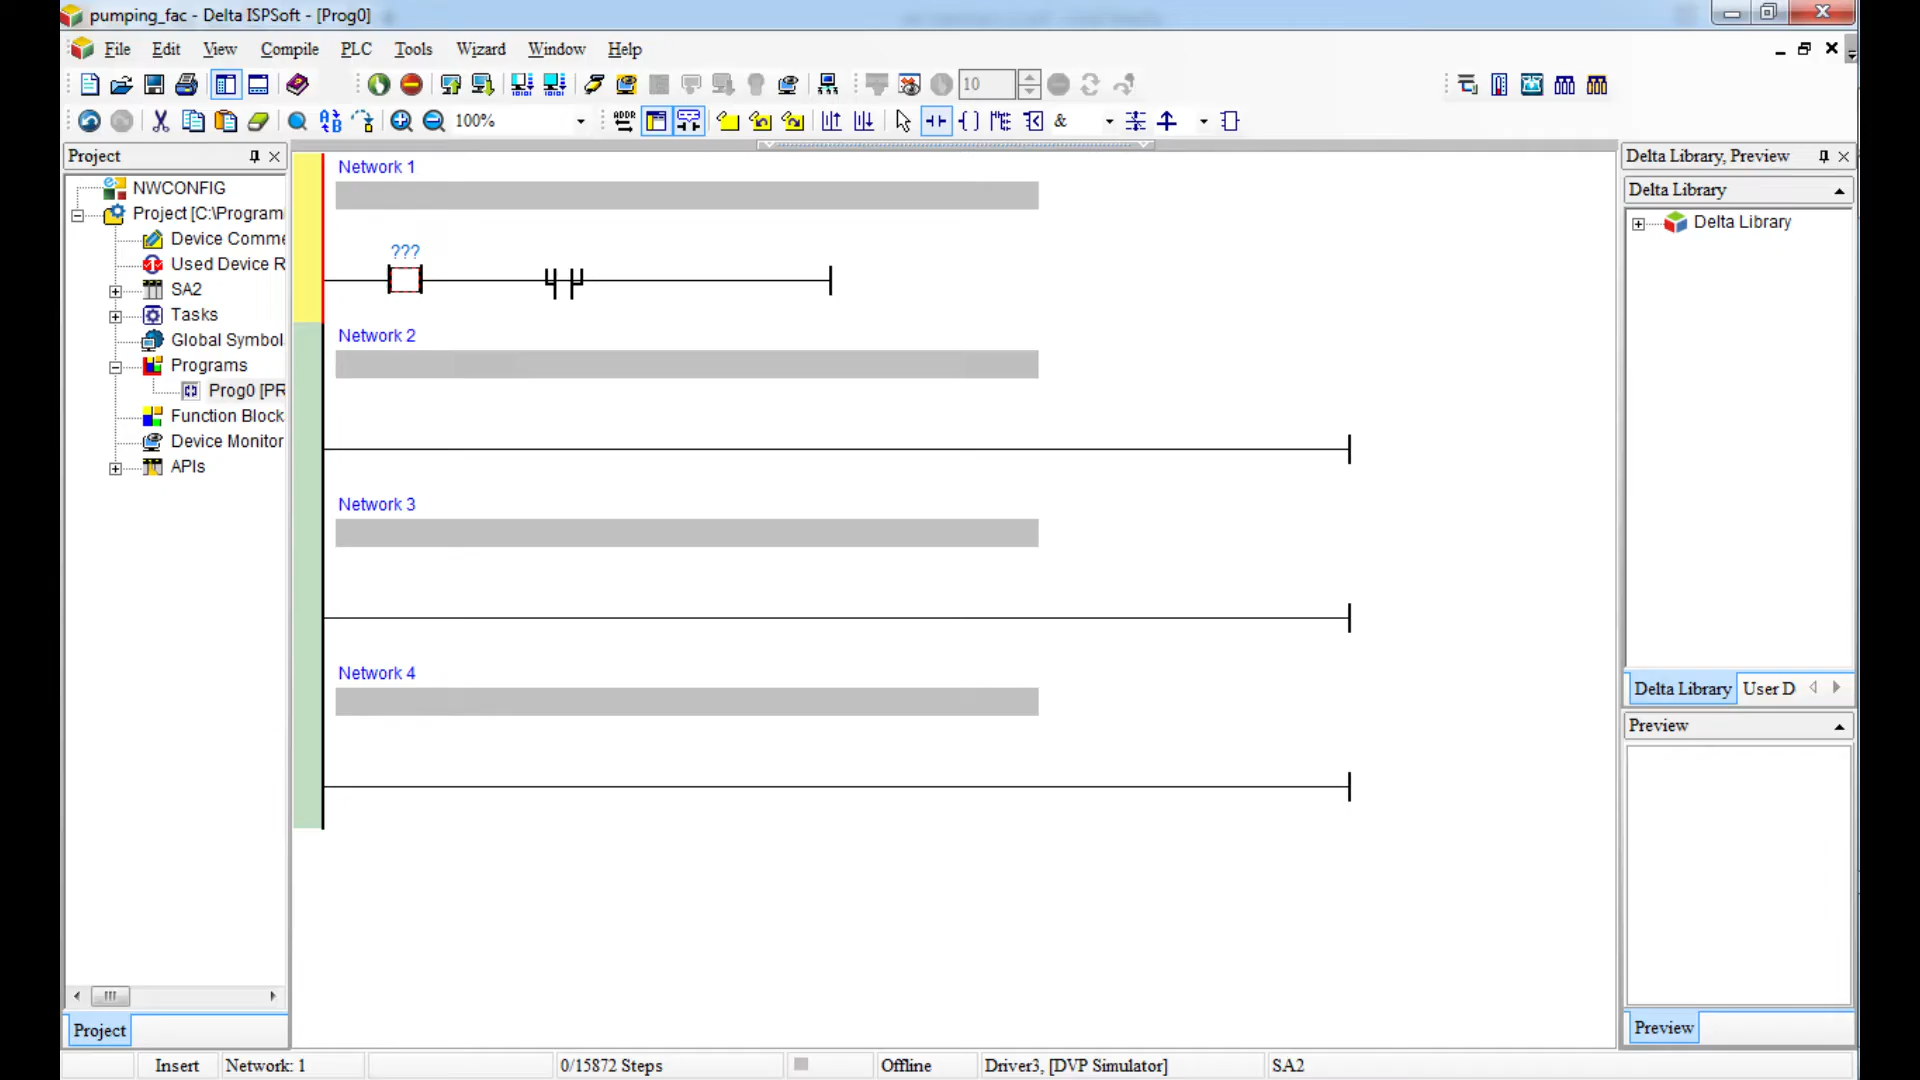 pumping_fac - Delta ISPSoft - [Prog0]
File Edit View Compile PLC Tools Wizard Window Help
10
100% ADDR &
Project
NWCONFIG
Project [C:\Program
Device Comme
Used Device R
SA2
Tasks
Global Symbol
Programs
Prog0 [PR
Function Block
Device Monitor
APIs
Project
Network 1
???
Network 2
Network 3
Network 4
Delta Library, Preview
Delta Library
Delta Library
Delta Library User D
Preview
Preview
Insert Network: 1 0/15872 Steps Offline Driver3, [DVP Simulator] SA2